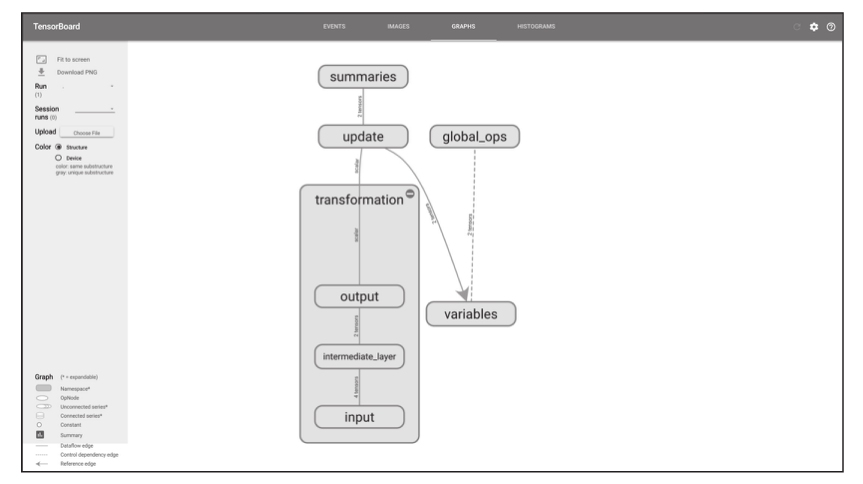 TensorBoard
EVENTS
IMAGES
GRAPHS
HISTOGRAMS
Fit to screen
Download PNG
Run
(1)
Session
runs (0)
Upload
Choose File
Color
Structure
Device
color: same substructure
gray: unique substructure
summaries
2 tensors
update
global_ops
scalar
2 tensors
2 tensors
transformation
scalar
output
2 tensors
intermediate_layer
4 tensors
input
variables
Graph (* = expandable)
Namespace*
OpNode
Unconnected series*
Connected series*
Constant
Summary
Dataflow edge
Control dependency edge
Reference edge